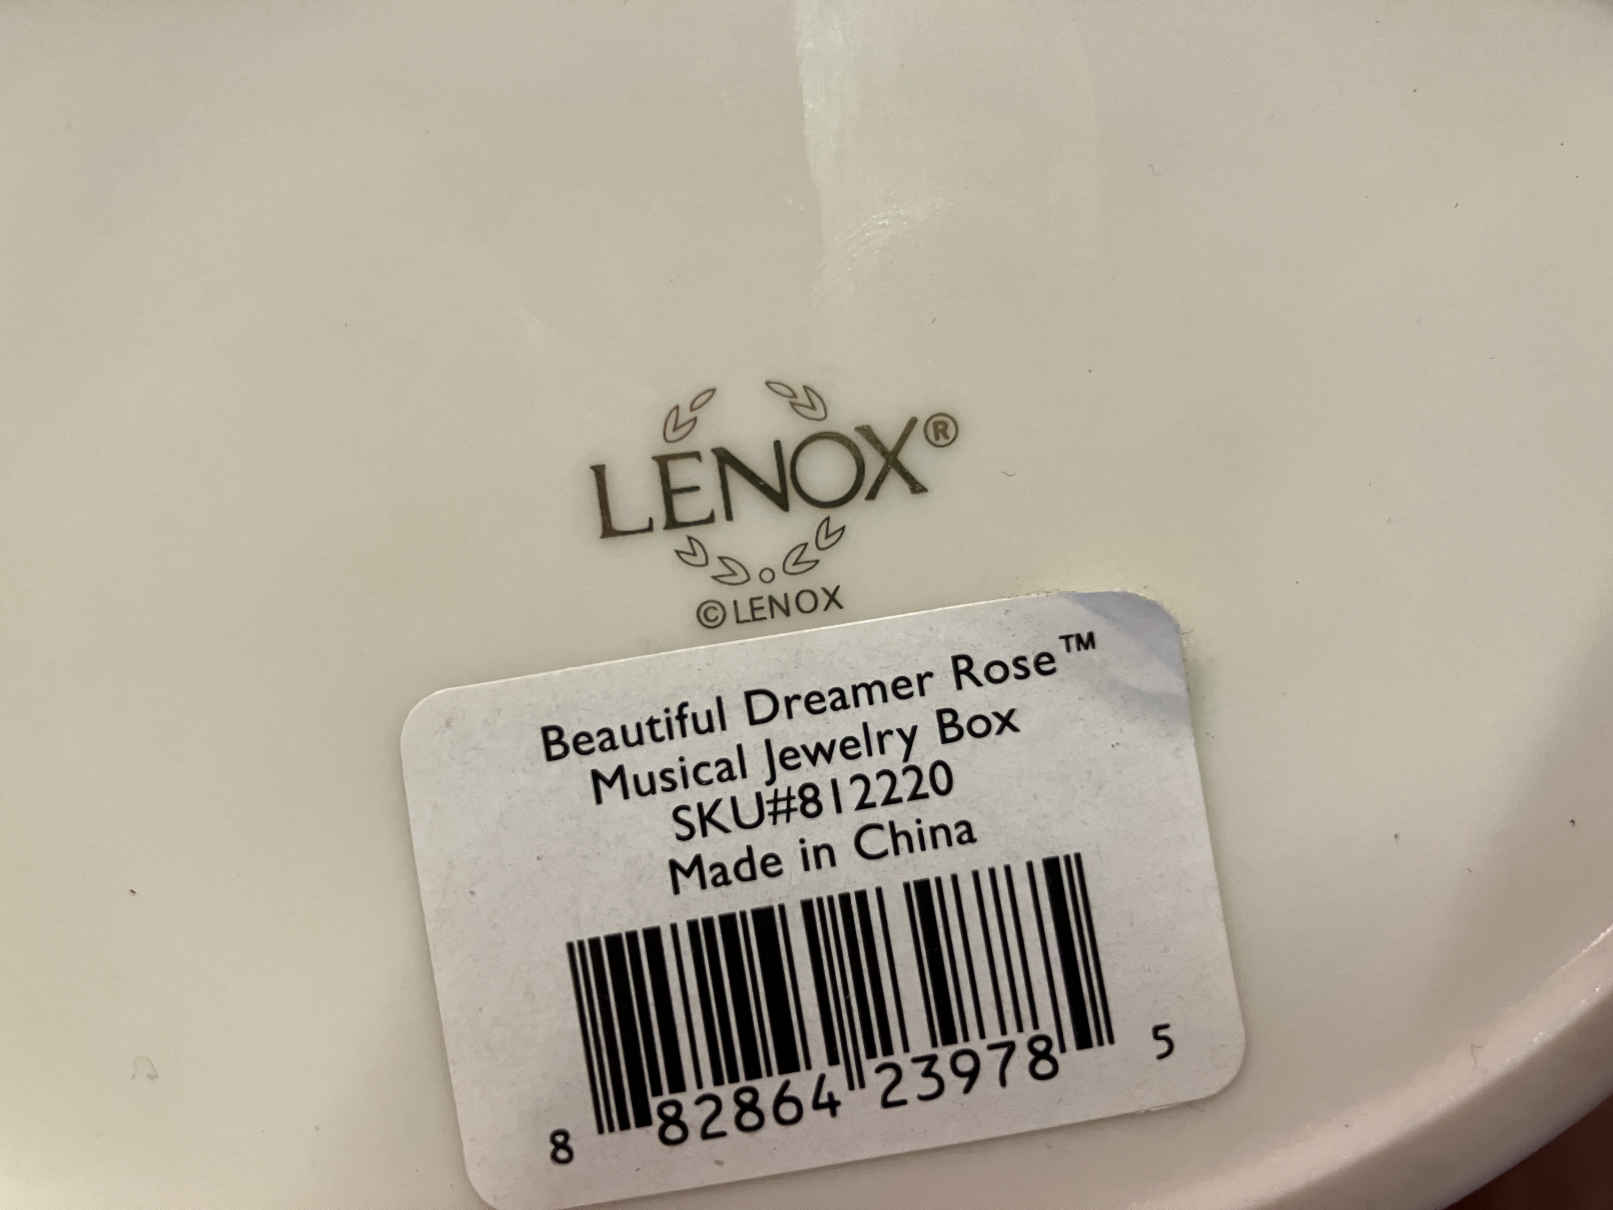 LENOX®
©LENOX
Beautiful Dreamer Rose™
Musical Jewelry Box
SKU#812220
Made in China
8 82864 23978 5